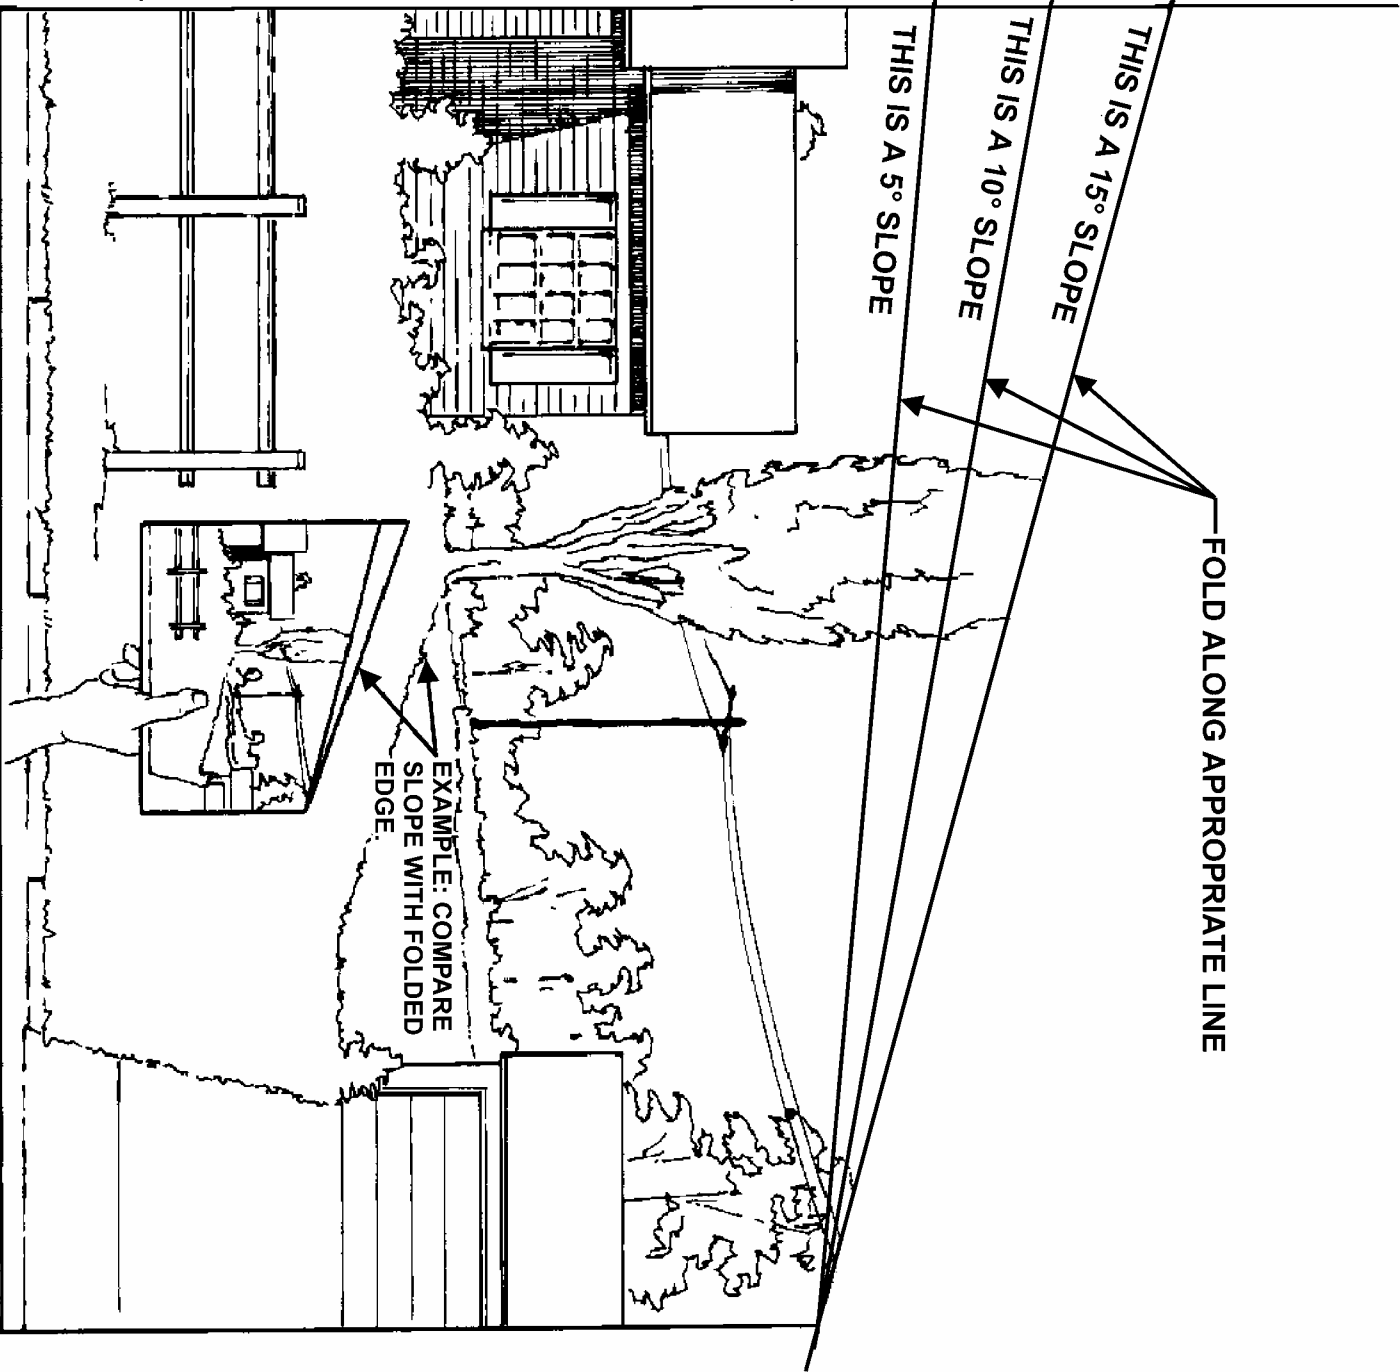 FOLD ALONG APPROPRIATE LINE
THIS IS A 15° SLOPE
THIS IS A 10° SLOPE
THIS IS A 5° SLOPE
EXAMPLE: COMPARE
SLOPE WITH FOLDED
EDGE.